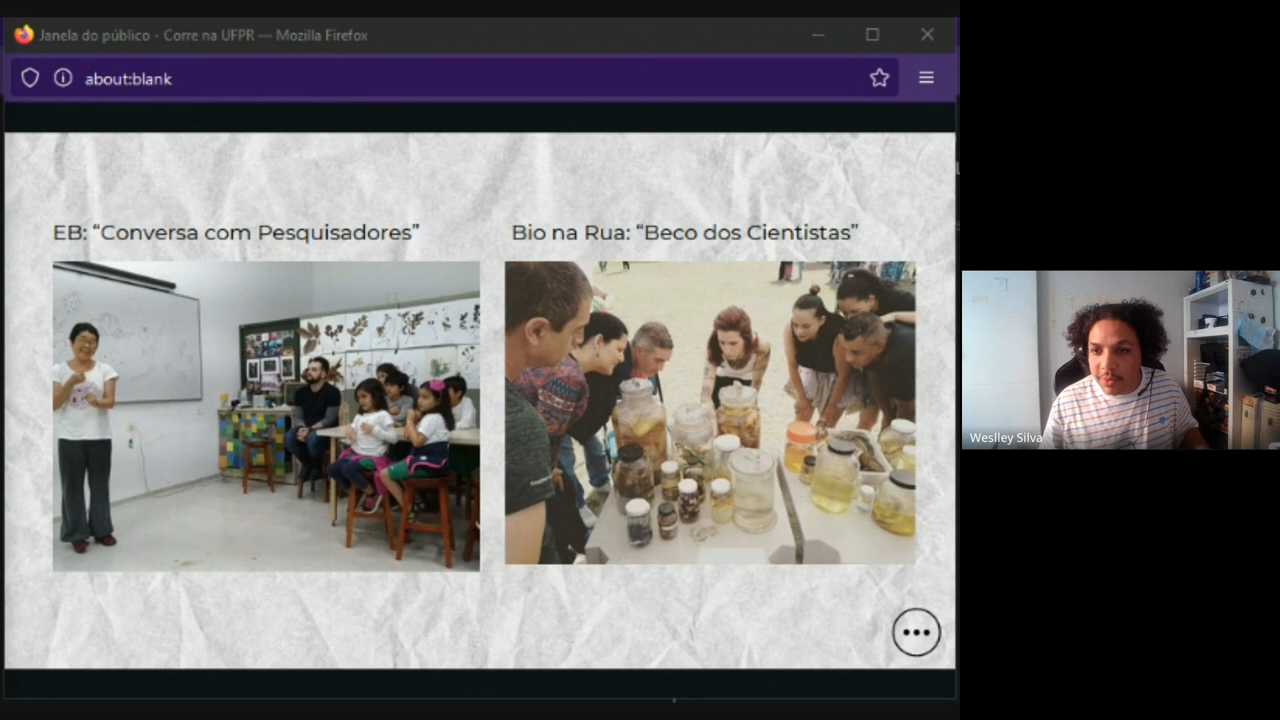 Janela do público - Corre na UFPR — Mozilla Firefox
about:blank
EB: “Conversa com Pesquisadores”
Bio na Rua: “Beco dos Cientistas”
Weslley Silva